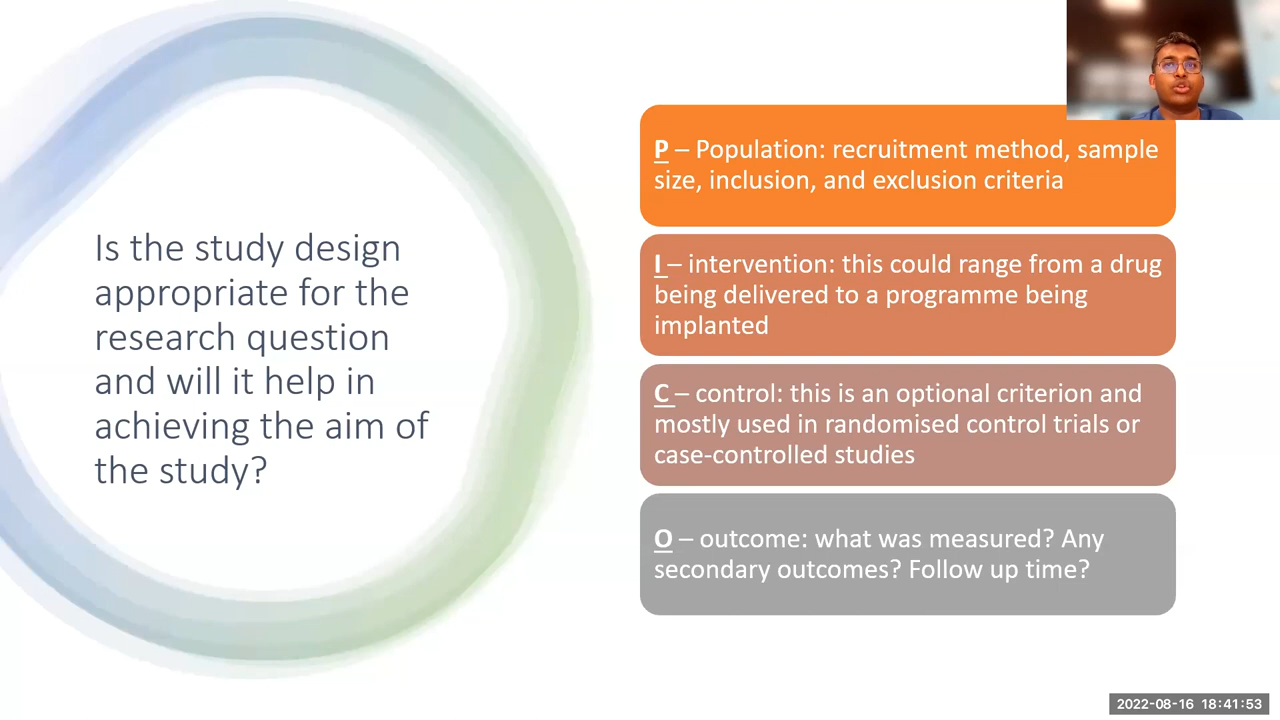 Is the study design
appropriate for the
research question
and will it help in
achieving the aim of
the study?
P – Population: recruitment method, sample
size, inclusion, and exclusion criteria
I – intervention: this could range from a drug
being delivered to a programme being
implanted
C – control: this is an optional criterion and
mostly used in randomised control trials or
case-controlled studies
O – outcome: what was measured? Any
secondary outcomes? Follow up time?
2022-08-16 18:41:53